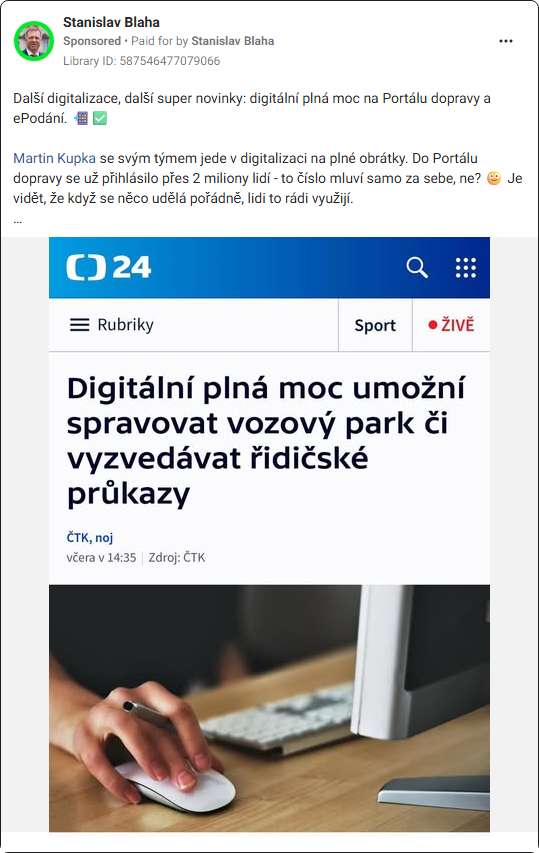 Stanislav Blaha
Sponsored • Paid for by Stanislav Blaha
Library ID: 587546477079066
Další digitalizace, další super novinky: digitální plná moc na Portálu dopravy a
ePodání. 📲 ✅
Martin Kupka se svým týmem jede v digitalizaci na plné obrátky. Do Portálu
dopravy se už přihlásilo přes 2 miliony lidí - to číslo mluví samo za sebe, ne? 😉 Je
vidět, že když se něco udělá pořádně, lidi to rádi využijí.
...
24
Rubriky
Sport
ŽIVĚ
Digitální plná moc umožní
spravovat vozový park či
vyzvedávat řidičské
průkazy
ČTK, noj
včera v 14:35 | Zdroj: ČTK